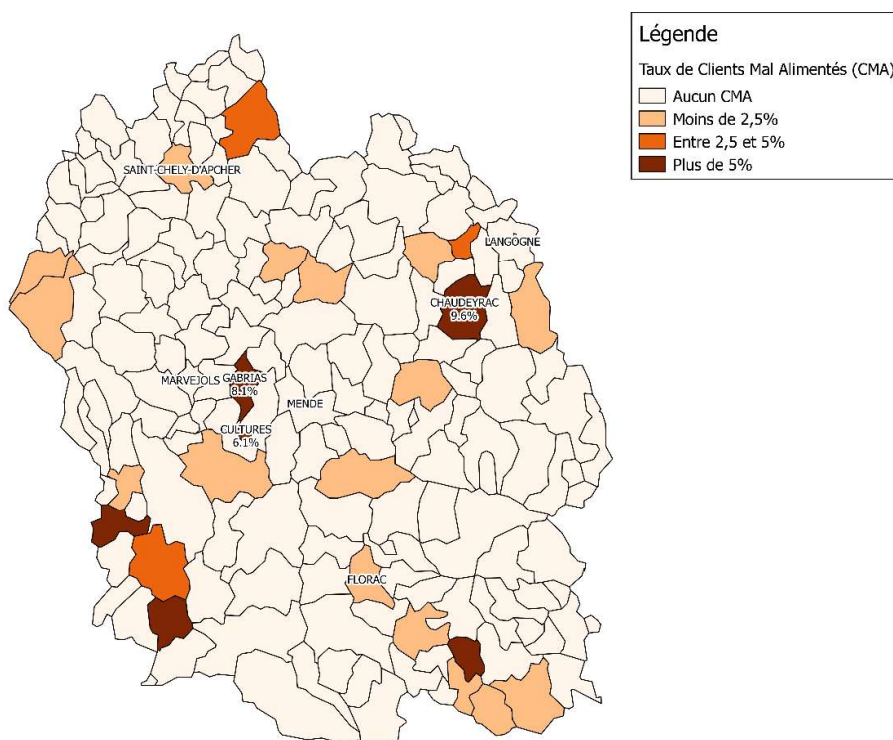 Légende
Taux de Clients Mal Alimentés (CMA)
Aucun CMA
Moins de 2,5%
Entre 2,5 et 5%
Plus de 5%
SAINT-CHELY-D'APCHER
LANGOGNE
CHAUDEYRAC
9.6%
MARVEJOLS
GABRIAS
8.1%
MENDE
CULTURES
6.1%
FLORAC